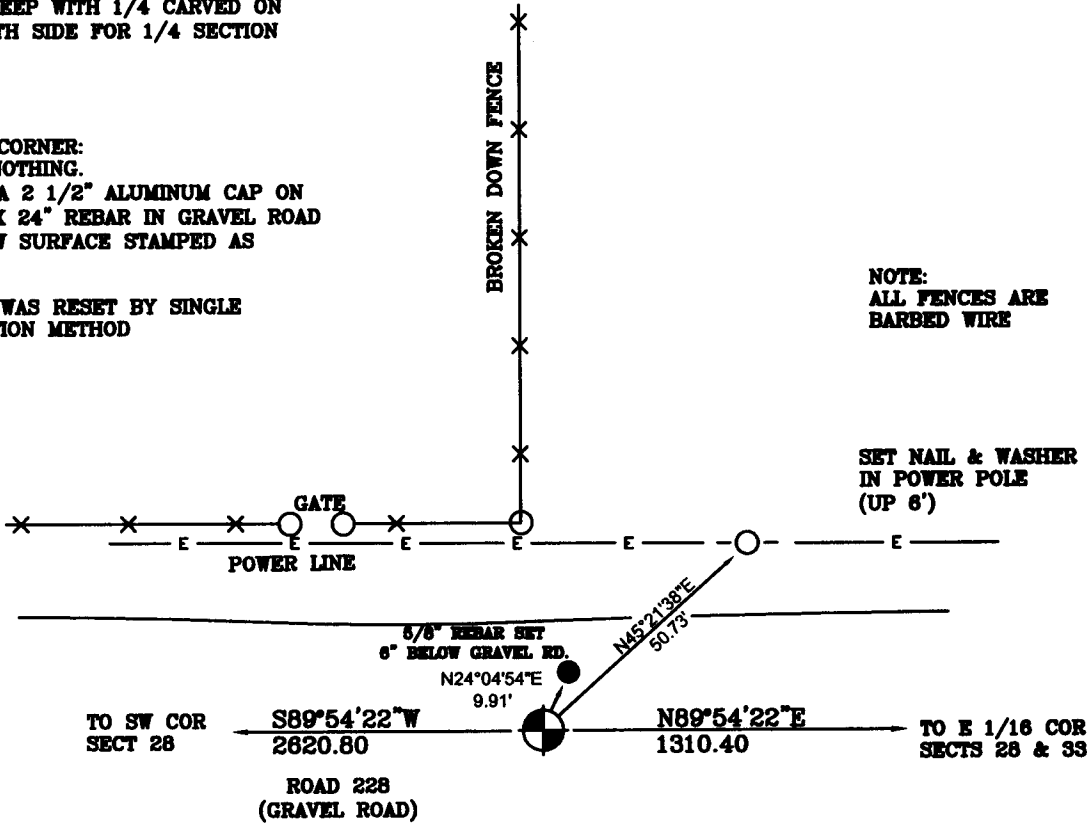 EEP WITH 1/4 CARVED ON
TH SIDE FOR 1/4 SECTION
CORNER:
NOTHING.
A 2 1/2" ALUMINUM CAP ON
X 24" REBAR IN GRAVEL ROAD
W SURFACE STAMPED AS
WAS RESET BY SINGLE
ION METHOD
BROKEN DOWN FENCE
NOTE:
ALL FENCES ARE
BARBED WIRE
SET NAIL & WASHER
IN POWER POLE
(UP 6')
GATE
E E E E E E
POWER LINE
N45°21'38"E
50.73'
5/8" REBAR SET
6" BELOW GRAVEL RD.
N24°04'54"E
9.91'
TO SW COR
SECT 28
S89°54'22"W
2620.80
N89°54'22"E
1310.40
TO E 1/16 COR
SECTS 28 & 33
ROAD 228
(GRAVEL ROAD)